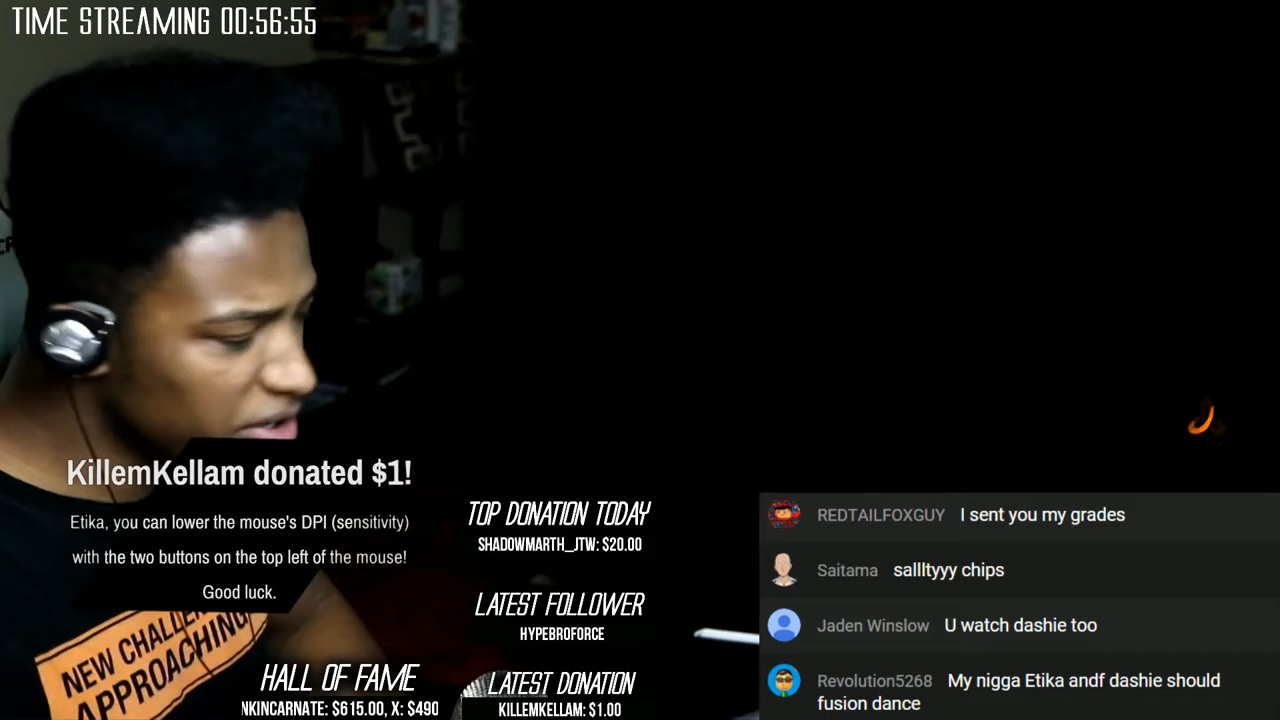 TIME STREAMING 00:56:55
KillemKellam donated $1!
Etika, you can lower the mouse's DPI (sensitivity)
with the two buttons on the top left of the mouse!
Good luck.
NEW CHALLEN
APPROACHING
HALL OF FAME
NKINCARNATE: $615.00, X: $490
TOP DONATION TODAY
SHADOWMARTH_JTW: $20.00
LATEST FOLLOWER
HYPEBROFORCE
LATEST DONATION
KILLEMKELLAM: $1.00
REDTAILFOXGUY I sent you my grades
Saitama sallltyyy chips
Jaden Winslow U watch dashie too
Revolution5268 My nigga Etika andf dashie should
fusion dance